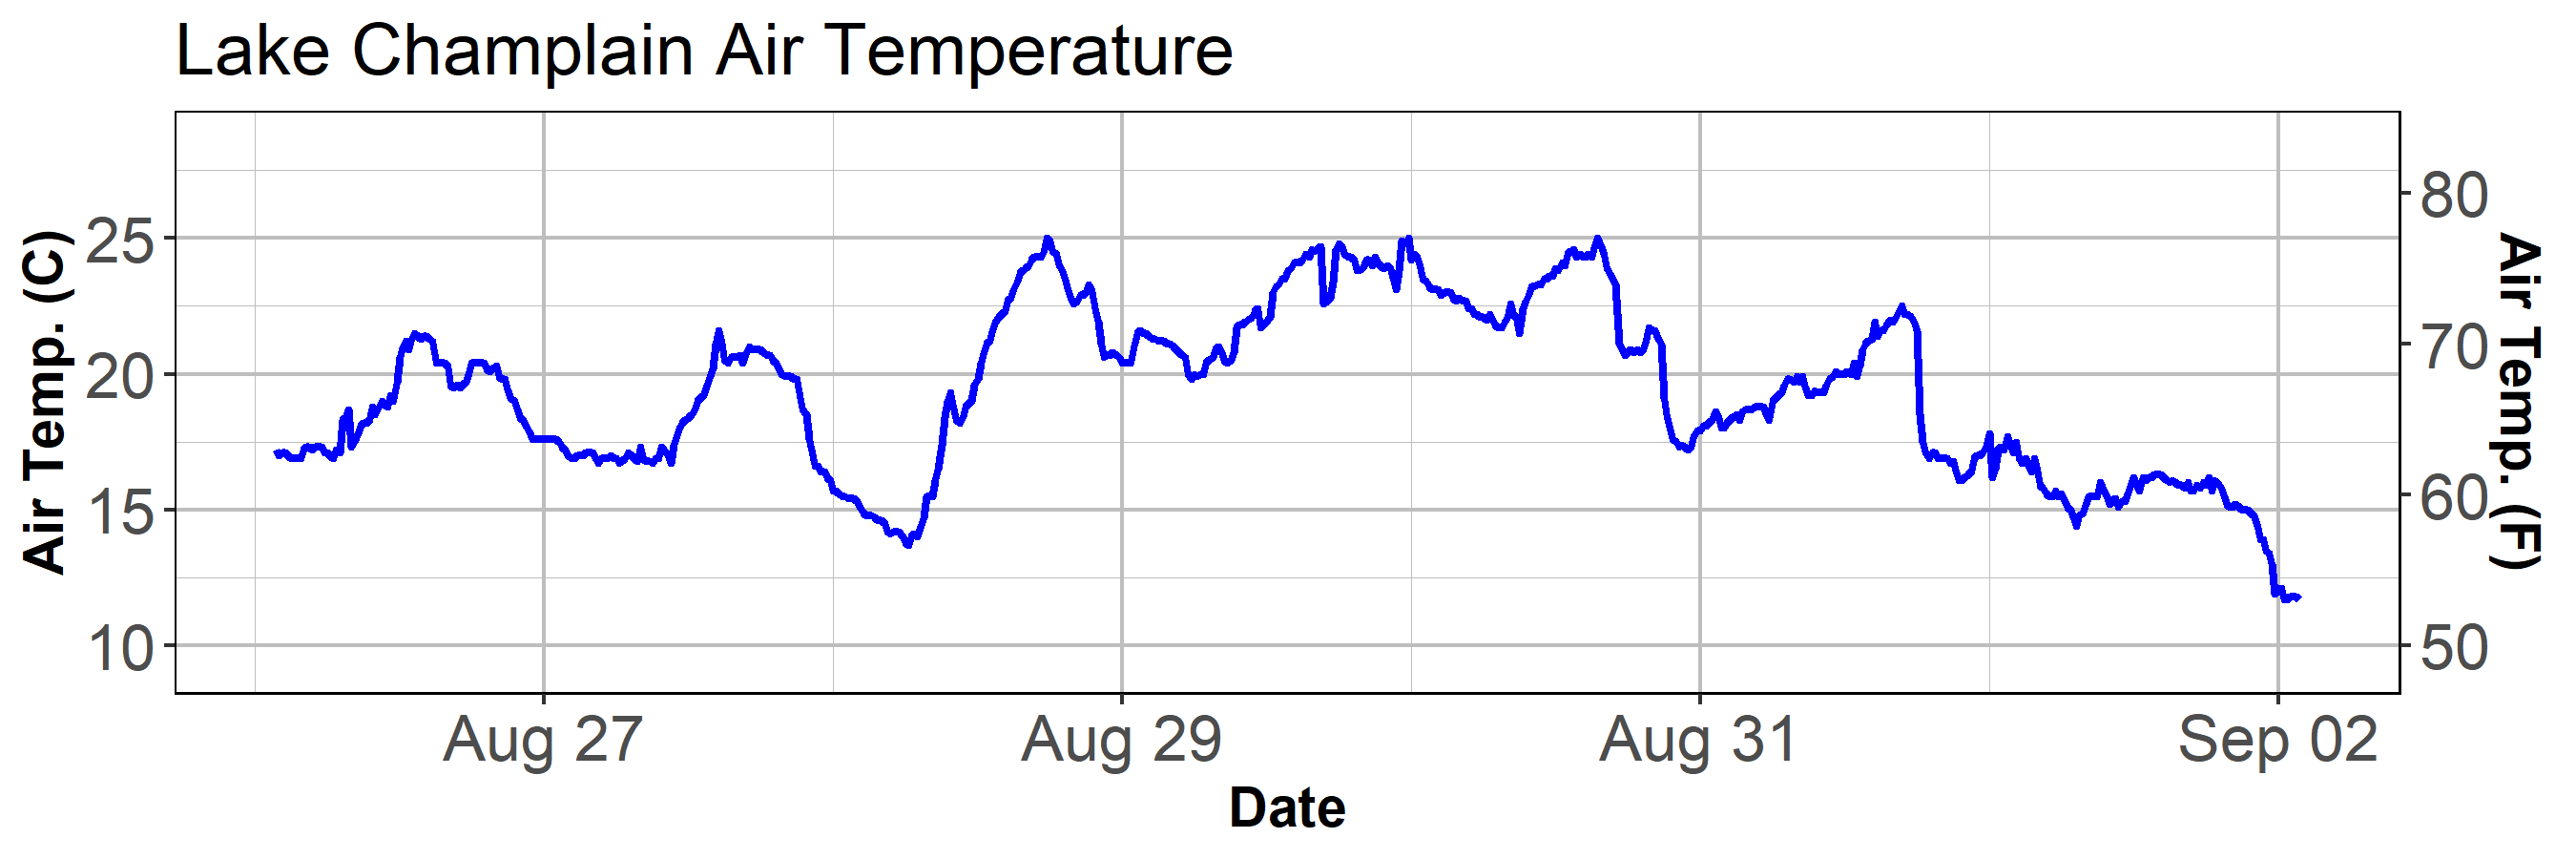 Lake Champlain Air Temperature
Air Temp. (C)
25
20
15
10
80
70
60
50
Air Temp. (F)
Aug 27 Aug 29 Aug 31 Sep 02
Date